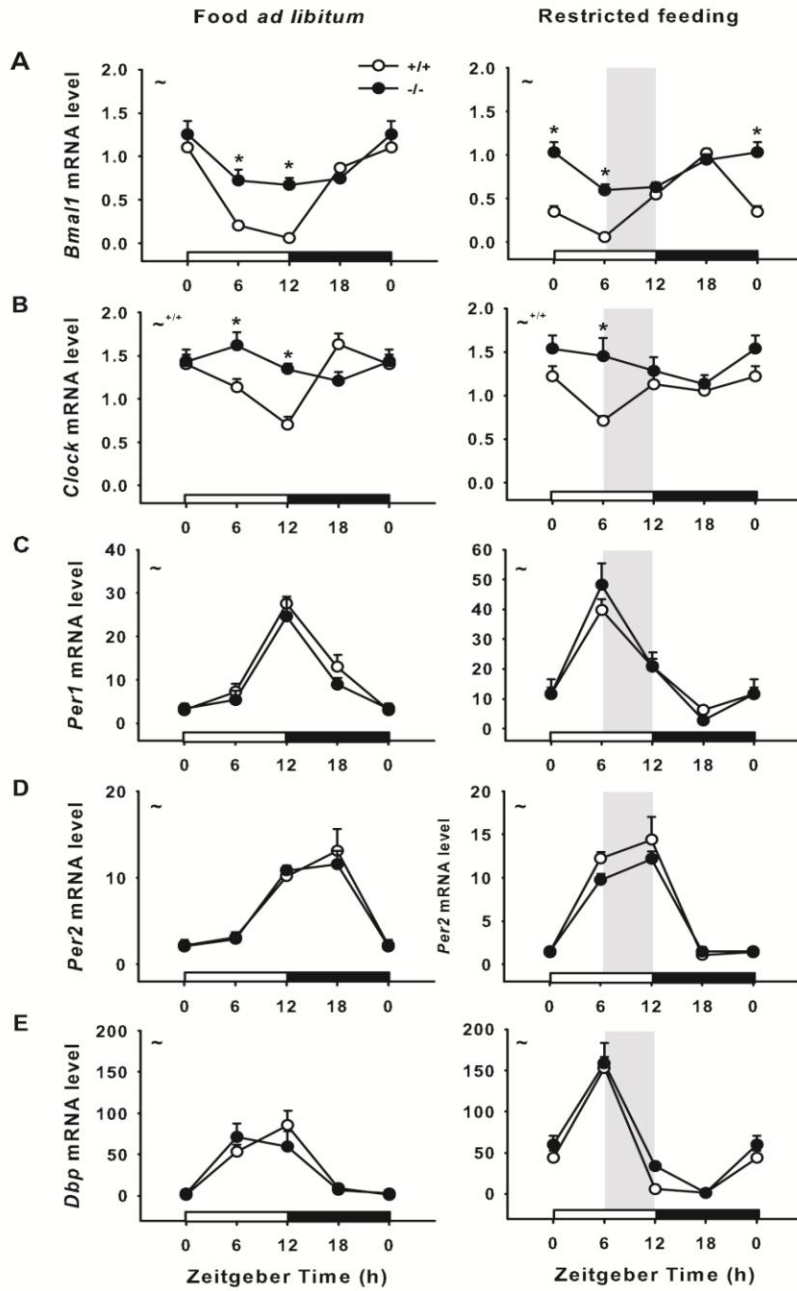 Food ad libitum
Restricted feeding
A
Bmal1 mRNA level
2.0
1.5
1.0
0.5
0.0
~
+/+
-/-
*
*
0 6 12 18 0
2.0
1.5
1.0
0.5
0.0
~
*
*
*
0 6 12 18 0
B
Clock mRNA level
2.0
1.5
1.0
1.5
0.0
~+/+
*
*
0 6 12 18 0
2.0
1.5
1.0
1.5
0.0
~+/+
*
0 6 12 18 0
C
Per1 mRNA level
40
30
20
10
0
~
0 6 12 18 0
60
50
40
30
20
10
0
~
0 6 12 18 0
D
Per2 mRNA level
20
10
0
~
0 6 12 18 0
Per2 mRNA level
20
15
10
5
0
~
0 6 12 18 0
E
Dbp mRNA level
200
150
100
50
0
~
0 6 12 18 0
Zeitgeber Time (h)
200
150
100
50
0
~
0 6 12 18 0
Zeitgeber Time (h)